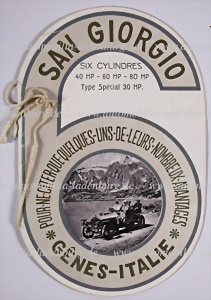 SAN GIORGIO
SIX CYLINDRES
40 HP - 60 HP - 80 HP
Type Spécial 30 HP.
POUR·NE·CITER·QUE·QUELQUES·UNS·DE·LEURS·NOMBREUX·AVANTAGES
GÊNES-ITALIE